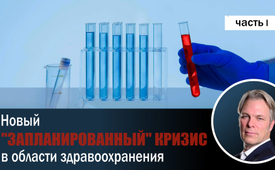 ЧАСТЬ I
Новый
"ЗАПЛАНИРОВАННЫЙ" КРИЗИС
в области здравоохранения